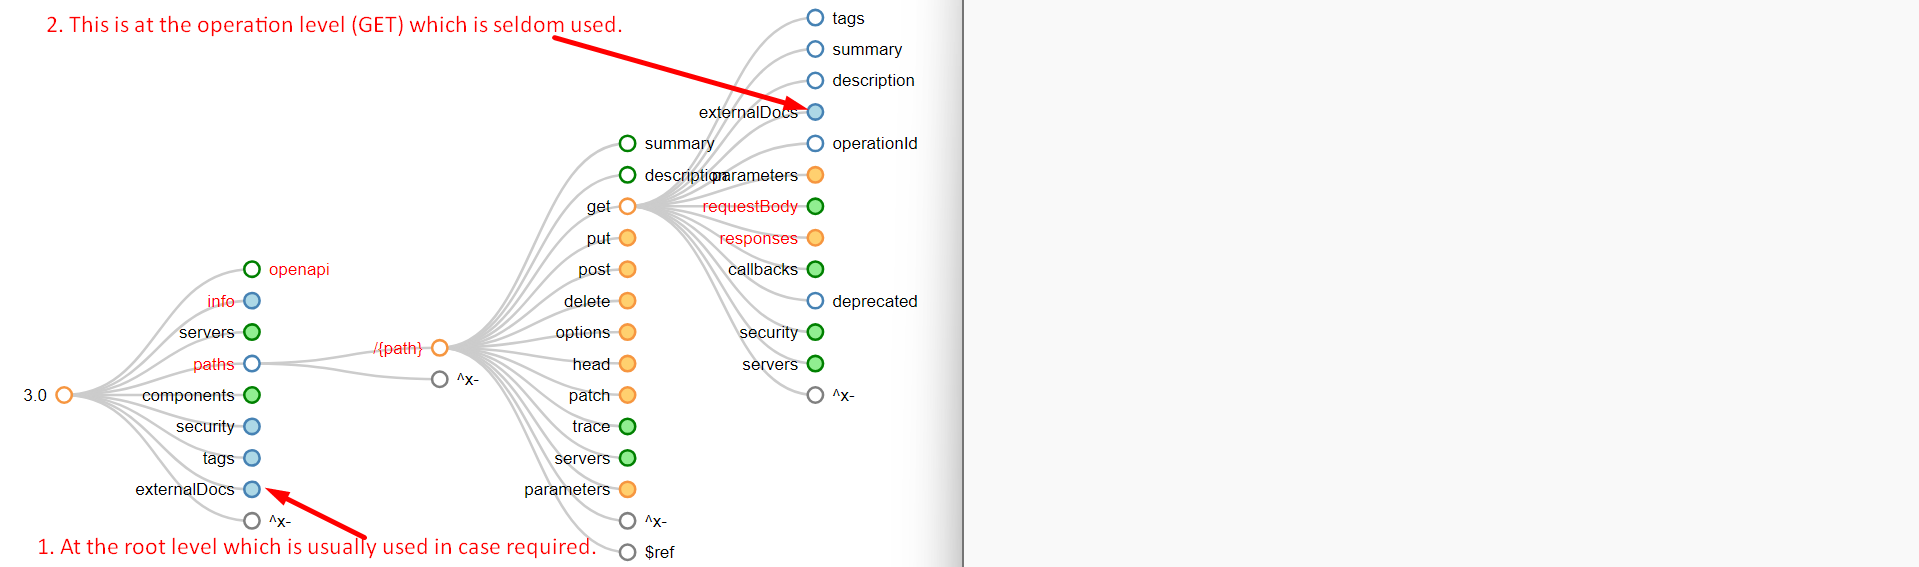 2. This is at the operation level (GET) which is seldom used.
3.0
openapi
info
servers
paths
components
security
tags
externalDocs
^x-
/{path}
^x-
summary
description
get
put
post
delete
options
head
patch
trace
servers
parameters
^x-
$ref
tags
summary
description
externalDocs
operationId
parameters
requestBody
responses
callbacks
deprecated
security
servers
^x-
1. At the root level which is usually used in case required.